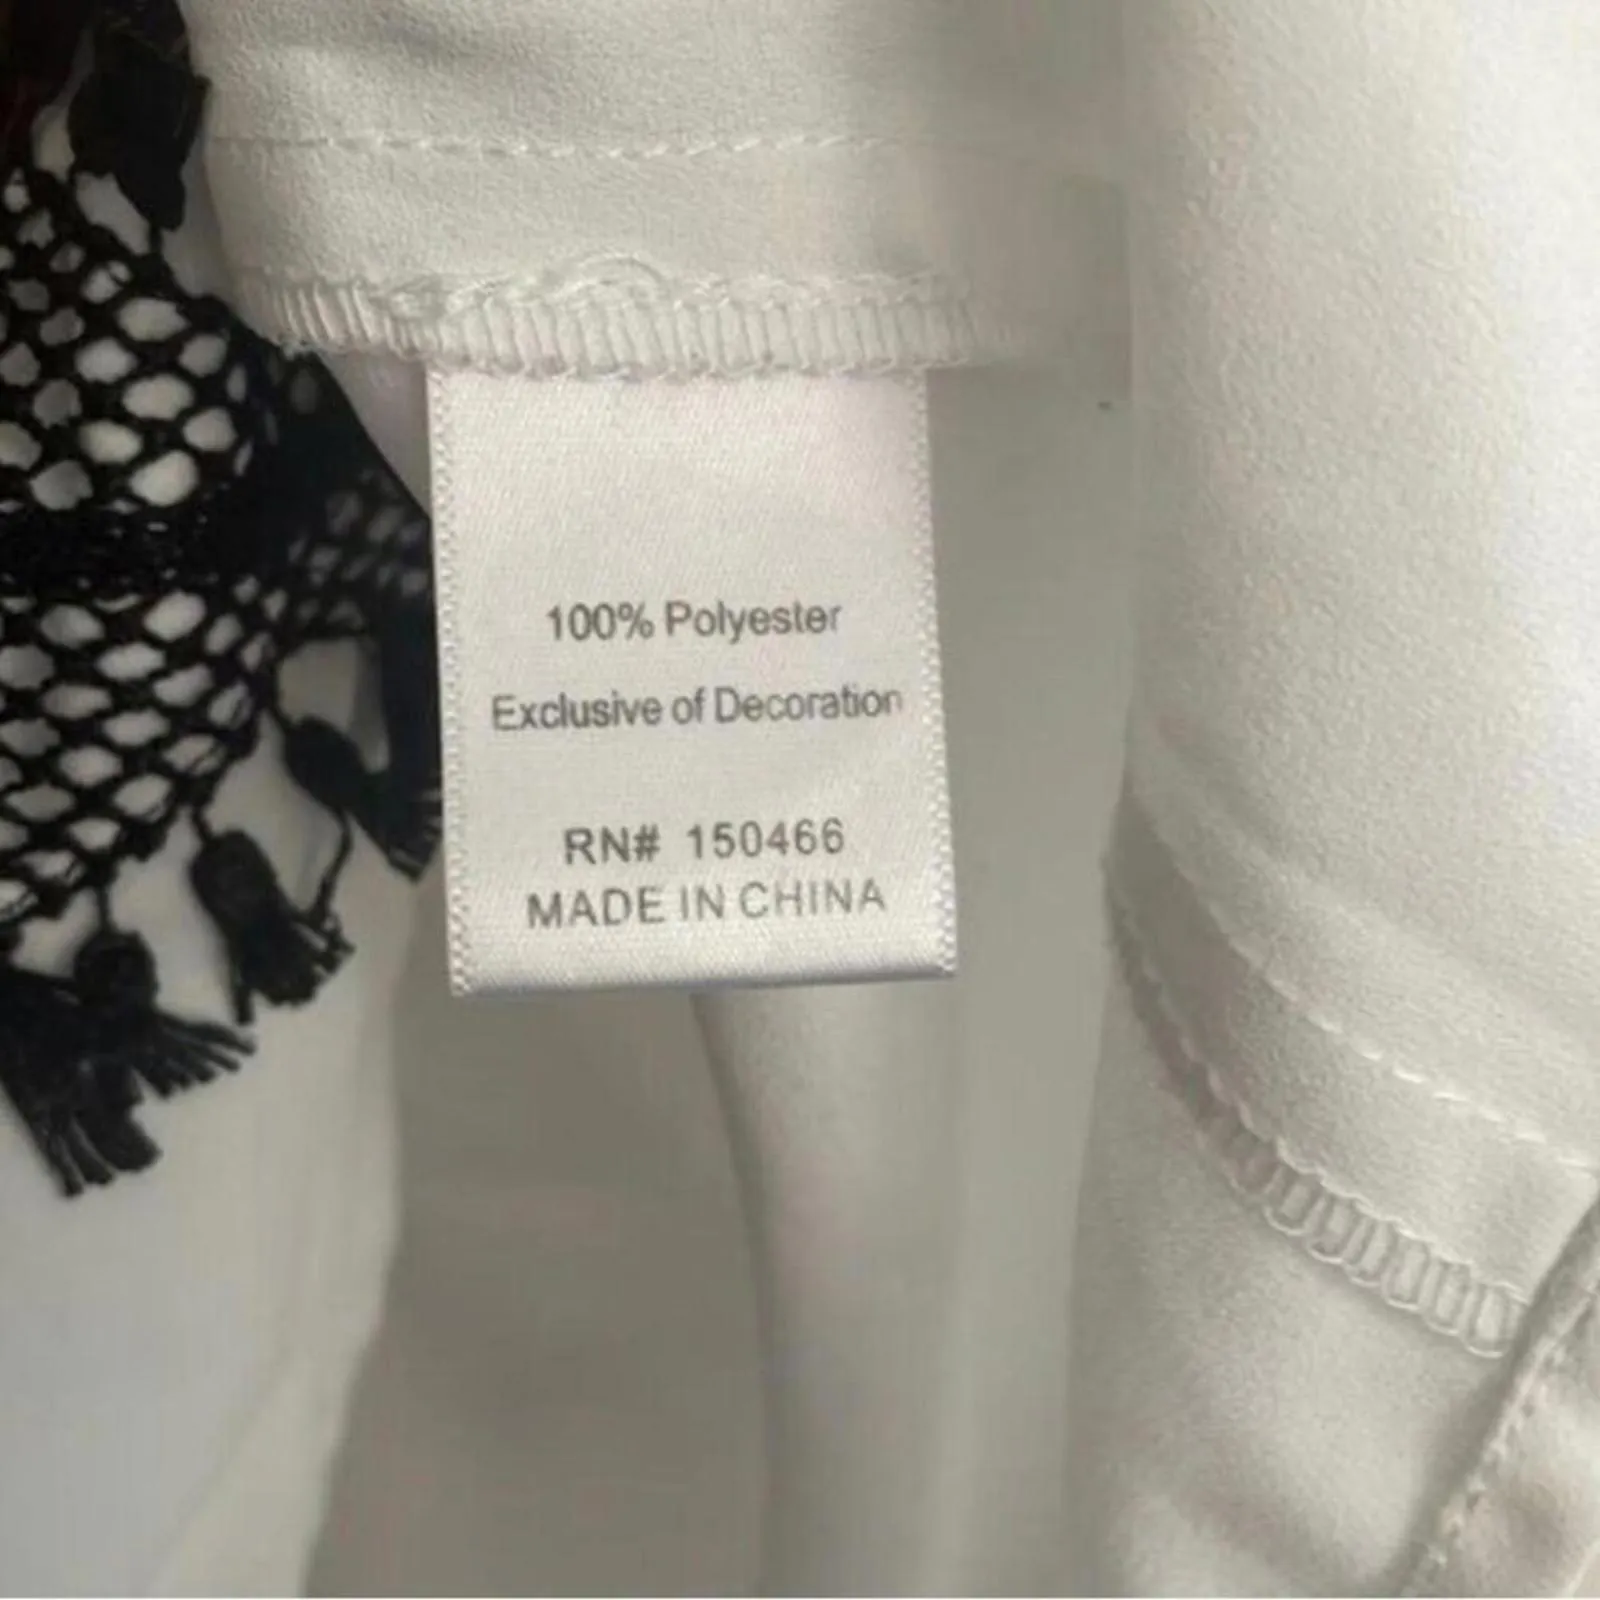 100% Polyester
Exclusive of Decoration
RN# 150466
MADE IN CHINA